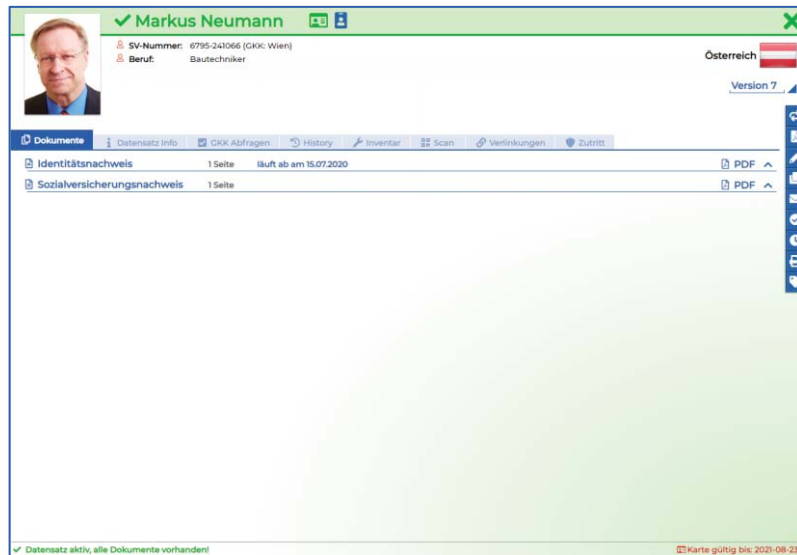 Markus Neumann
SV-Nummer: 6795-241066 (GKK: Wien)
Beruf: Bautechniker
Österreich
Version 7
Dokumente Datensatz Info GKK Abfragen History Inventar Scan Verlinkungen Zutritt
Identitätsnachweis 1 Seite läuft ab am 15.07.2020 PDF
Sozialversicherungsnachweis 1 Seite PDF
Datensatz aktiv, alle Dokumente vorhanden! Karte gültig bis: 2021-08-23